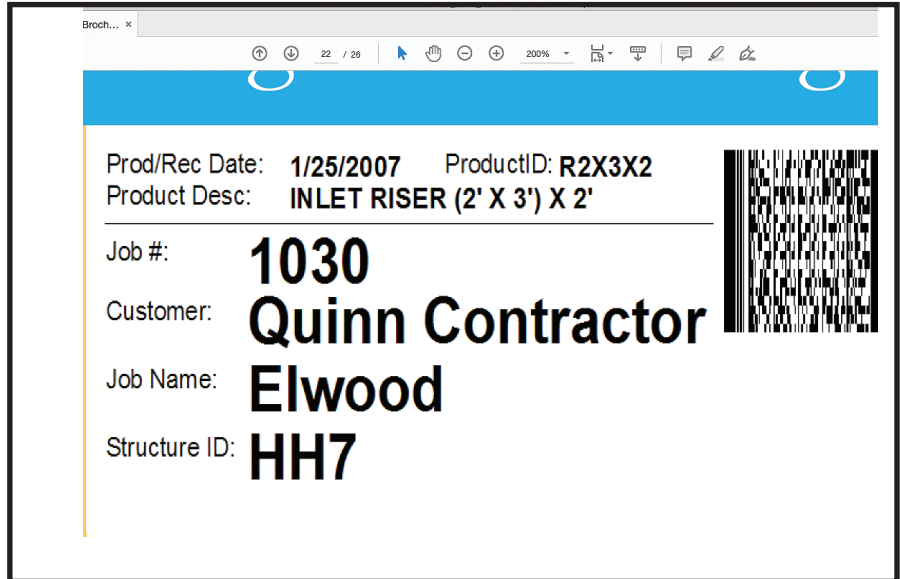 Broch... ×
22 / 26 200%
Prod/Rec Date: 1/25/2007 ProductID: R2X3X2
Product Desc: INLET RISER (2' X 3') X 2'
Job #: 1030
Customer: Quinn Contractor
Job Name: Elwood
Structure ID: HH7